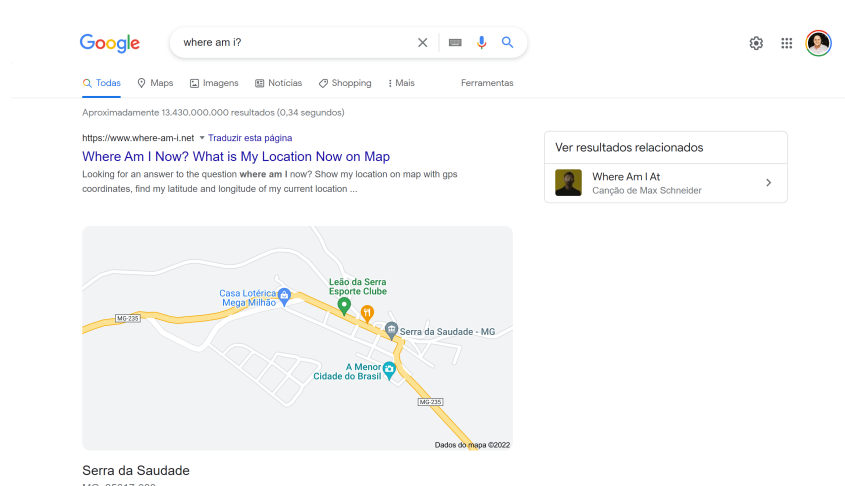 Google
where am i?
Todas
Maps
Imagens
Notícias
Shopping
Mais
Ferramentas
Aproximadamente 13.430.000.000 resultados (0,34 segundos)
https://www.where-am-i.net
Traduzir esta página
Where Am I Now? What is My Location Now on Map
Looking for an answer to the question where am I now? Show my location on map with gps
coordinates, find my latitude and longitude of my current location ...
Ver resultados relacionados
Where Am I At
Canção de Max Schneider
Leão da Serra
Esporte Clube
Casa Lotérica
Mega Milhão
MG-235
Serra da Saudade - MG
A Menor
Cidade do Brasil
MG-235
Dados do mapa ©2022
Serra da Saudade